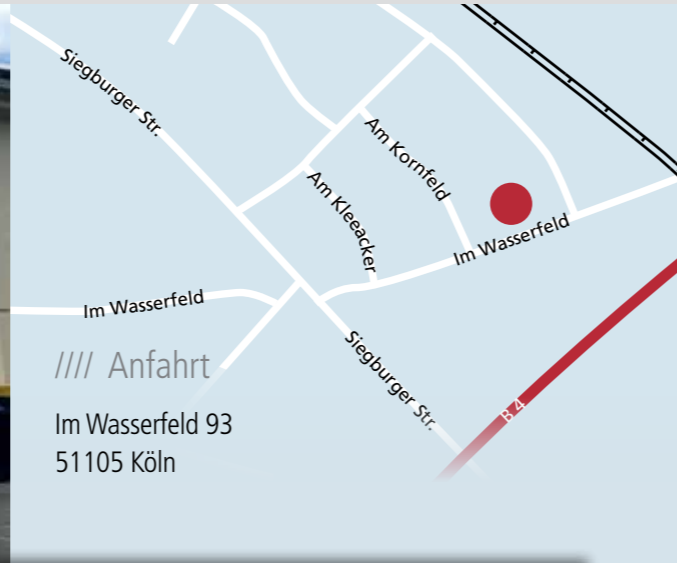 Siegburger Str.
Am Kornfeld
Am Kleeacker
Im Wasserfeld
Im Wasserfeld
Siegburger Str.
B 4
//// Anfahrt
Im Wasserfeld 93
51105 Köln